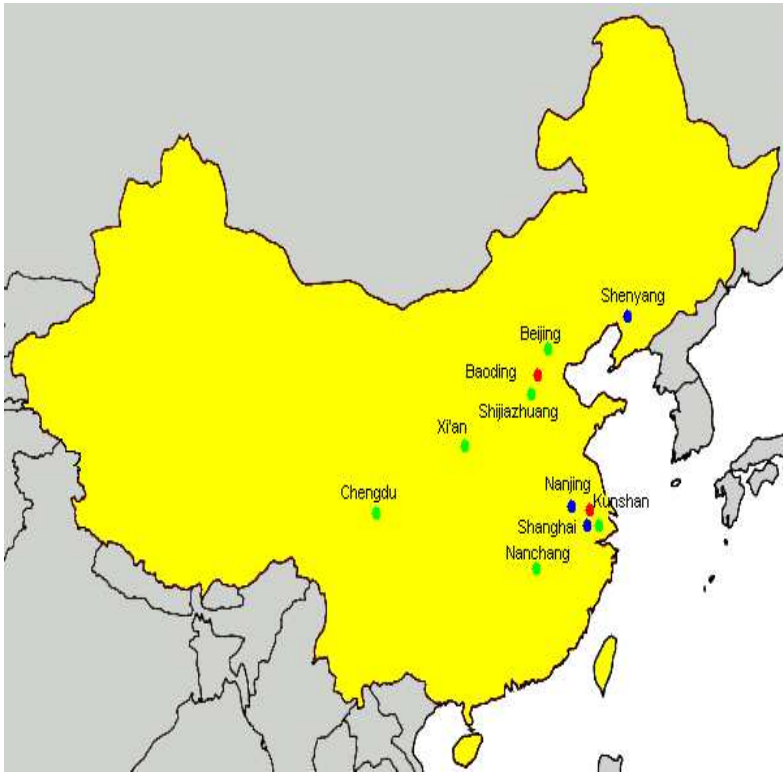 Shenyang
Beijing
Baoding
Shijiazhuang
Xi'an
Chengdu
Nanjing
Kunshan
Shanghai
Nanchang